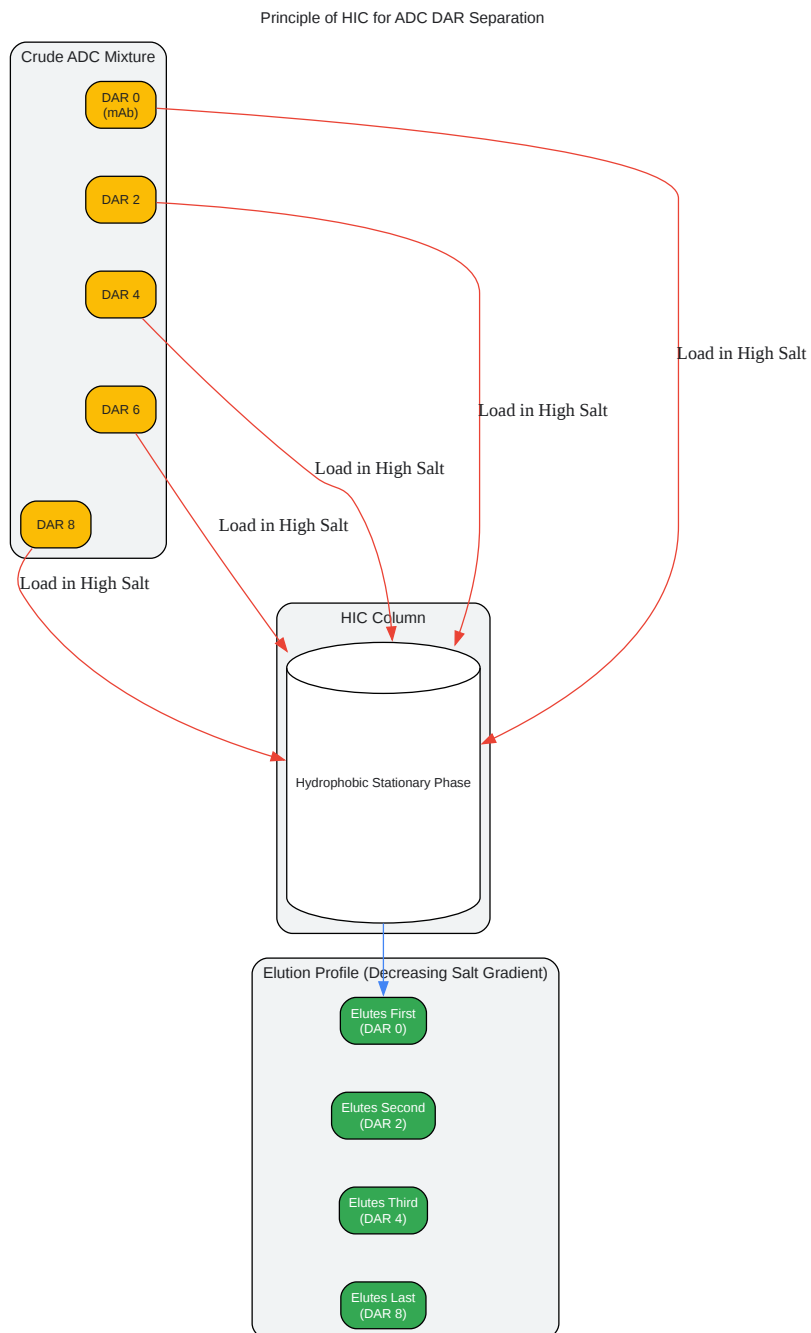 Principle of HIC for ADC DAR Separation
Crude ADC Mixture
DAR 0
(mAb)
DAR 2
DAR 4
Load in High Salt
DAR 6
Load in High Salt
Load in High Salt
DAR 8
Load in High Salt
Load in High Salt
HIC Column
Hydrophobic Stationary Phase
Elution Profile (Decreasing Salt Gradient)
Elutes First
(DAR 0)
Elutes Second
(DAR 2)
Elutes Third
(DAR 4)
Elutes Last
(DAR 8)